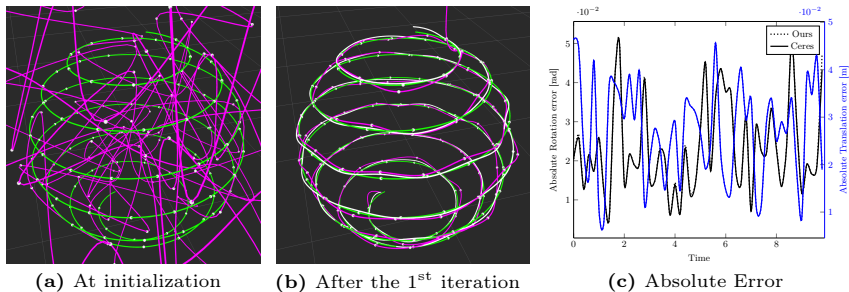 ·10⁻²
·10⁻²
Ours
Ceres
5
4
3
2
1
5
4
3
2
1
0 2 4 6 8
Absolute Rotation error [rad]
Absolute Translation error [m]
Time
(a) At initialization
(b) After the 1ˢᵗ iteration
(c) Absolute Error